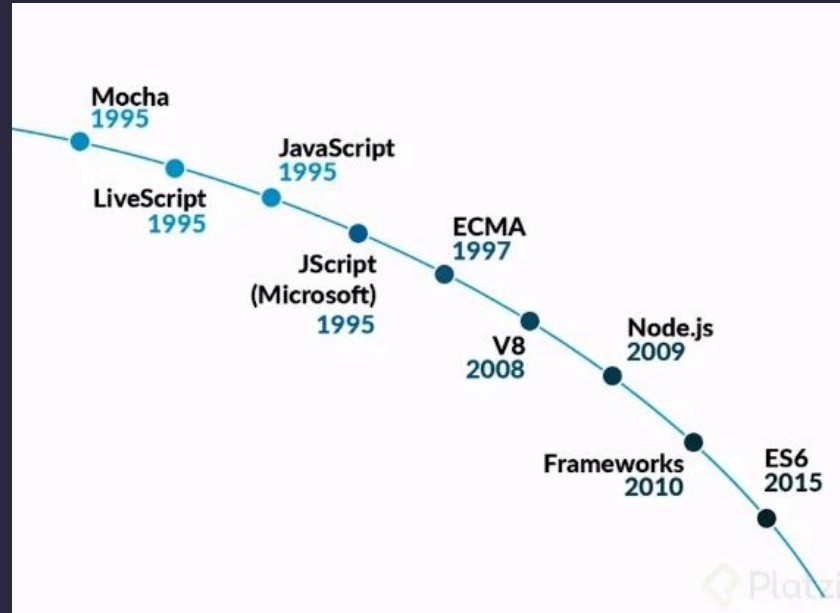 Mocha
1995
LiveScript
1995
JavaScript
1995
JScript
(Microsoft)
1995
ECMA
1997
V8
2008
Node.js
2009
Frameworks
2010
ES6
2015
Platzi